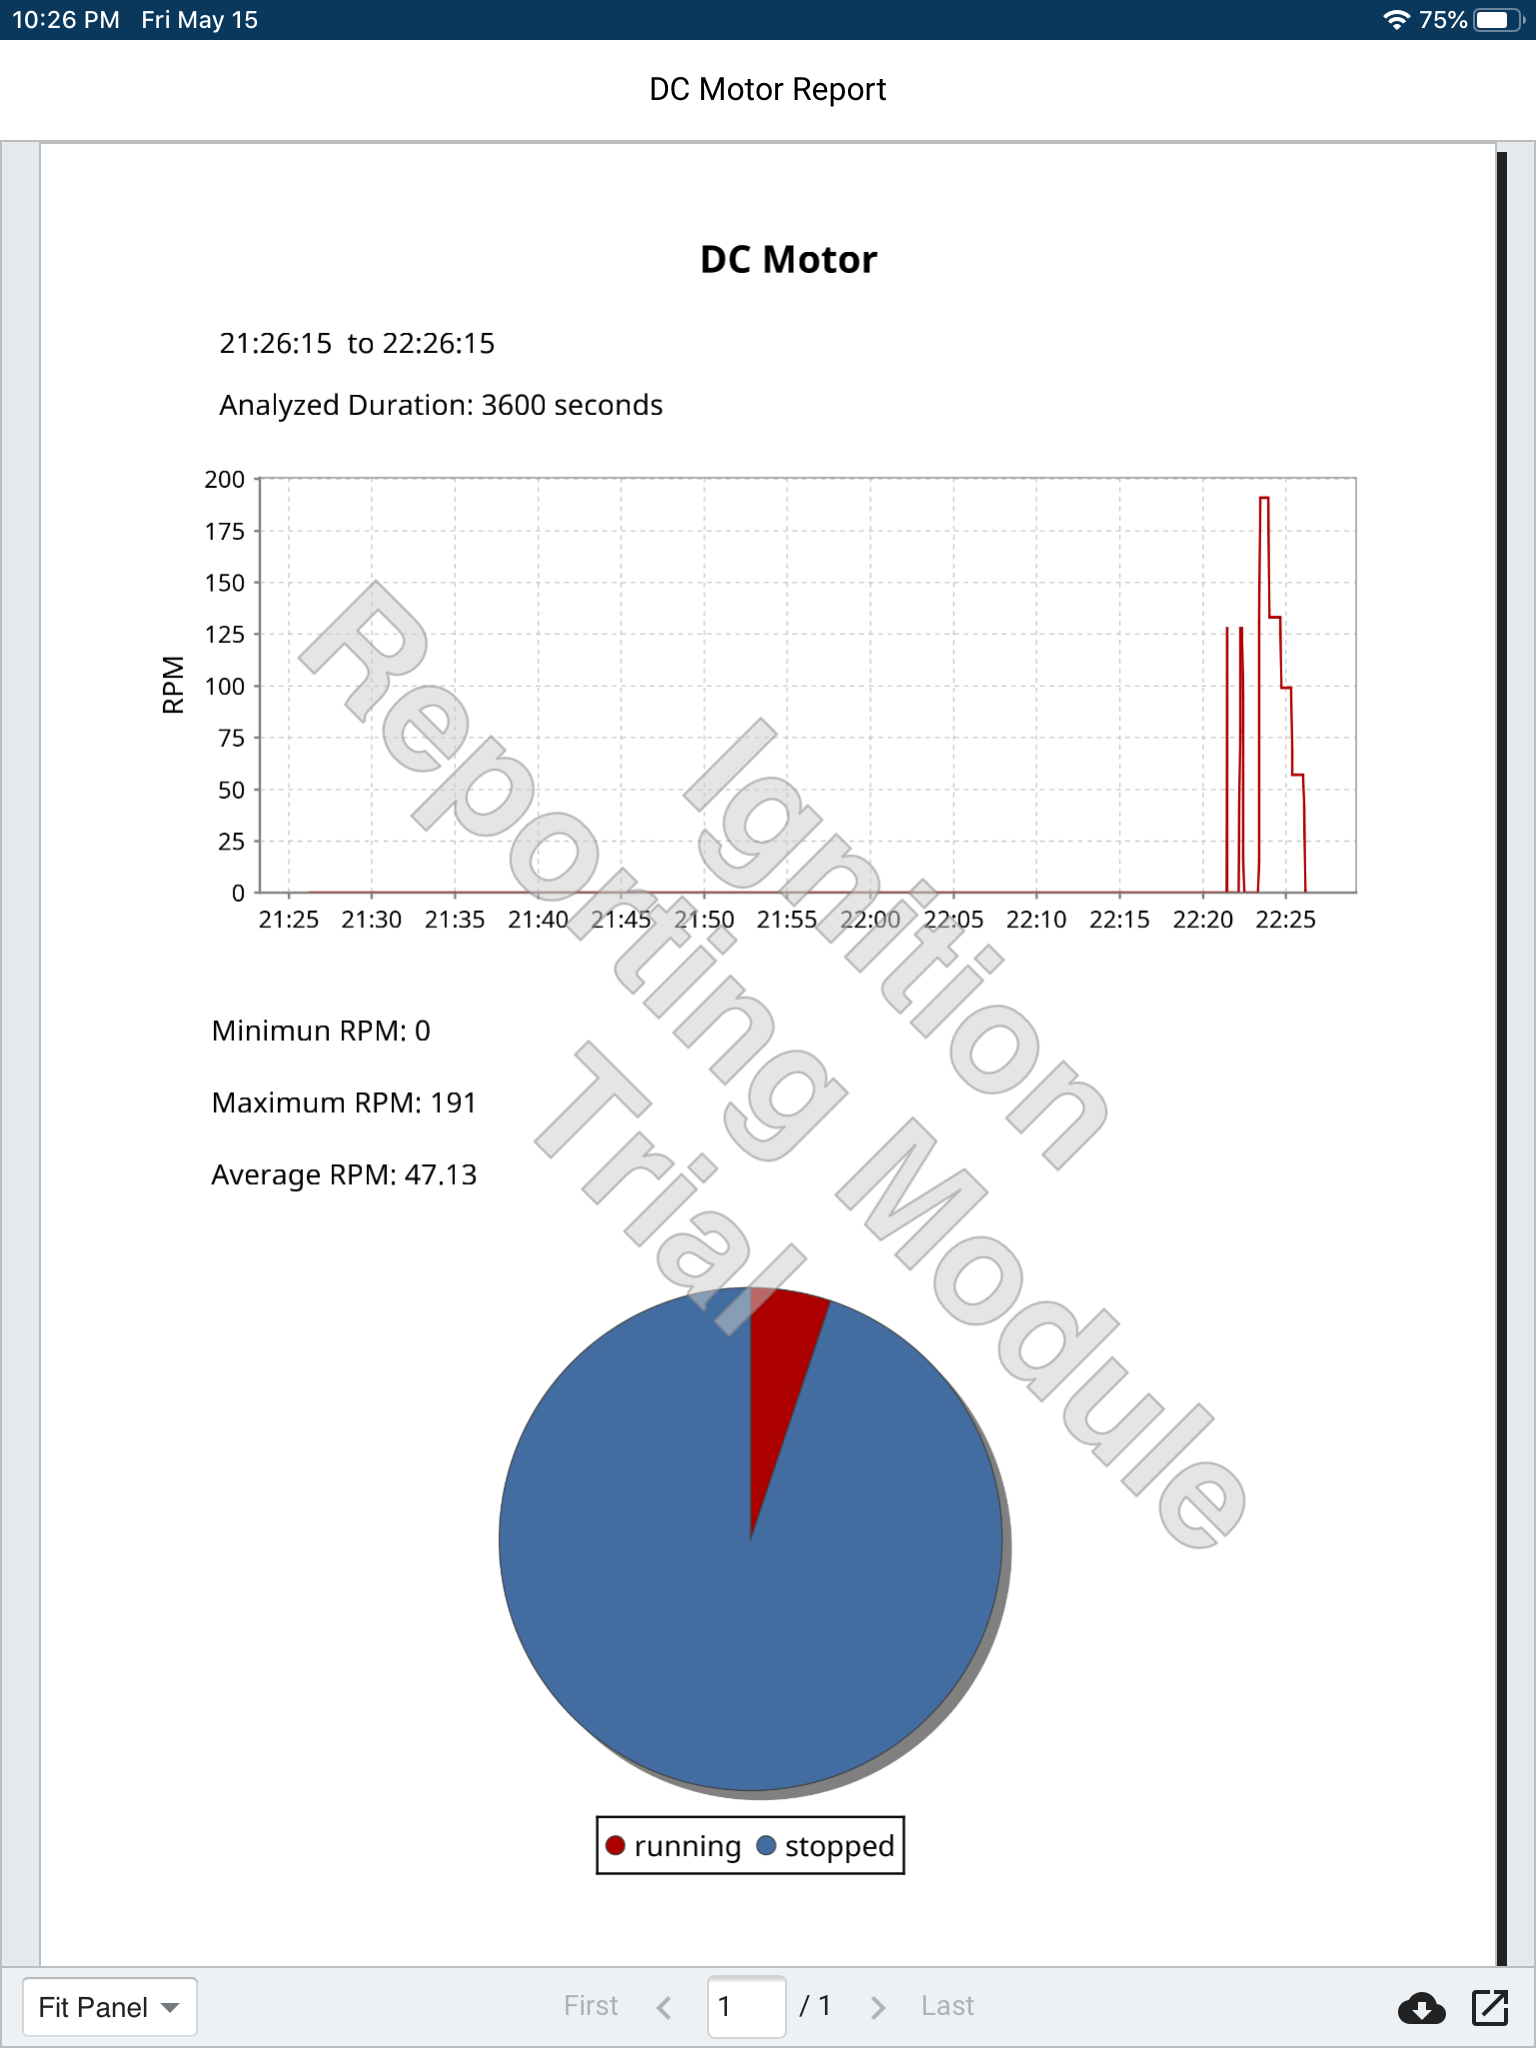 10:26 PM Fri May 15 75%
DC Motor Report
DC Motor
21:26:15 to 22:26:15
Analyzed Duration: 3600 seconds
200
175
150
125
100
75
50
25
0
RPM
21:25 21:30 21:35 21:40 21:45 21:50 21:55 22:00 22:05 22:10 22:15 22:20 22:25
Ignition
Reporting Module
Trial
Minimun RPM: 0
Maximum RPM: 191
Average RPM: 47.13
running stopped
Fit Panel First 1 / 1 Last